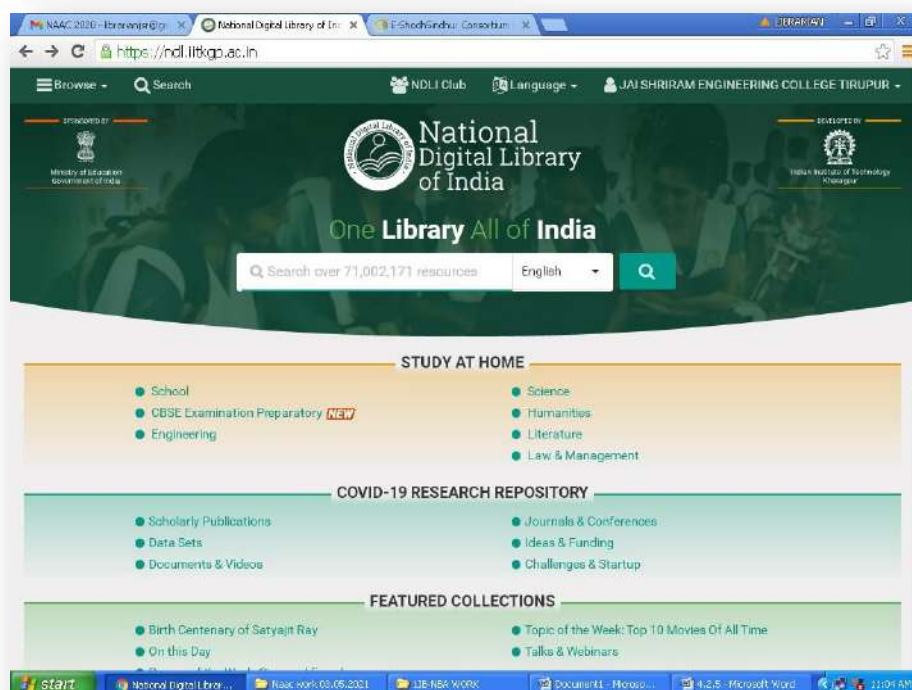 NAAC 2020 - librarianjsr@g
National Digital Library of Ind
E-ShodhSindhu: Consortium
LIBRARIAN
https://ndl.iitkgp.ac.in
Browse
Search
NDLI Club
Language
JAI SHRIRAM ENGINEERING COLLEGE TIRUPUR
SPONSORED BY
Ministry of Education
Government of India
National Digital Library of India
National
Digital Library
of India
DEVELOPED BY
Indian Institute of Technology
Kharagpur
One Library All of India
Search over 71,002,171 resources
English
STUDY AT HOME
School
CBSE Examination Preparatory NEW
Engineering
Science
Humanities
Literature
Law & Management
COVID-19 RESEARCH REPOSITORY
Scholarly Publications
Data Sets
Documents & Videos
Journals & Conferences
Ideas & Funding
Challenges & Startup
FEATURED COLLECTIONS
Birth Centenary of Satyajit Ray
On this Day
Topic of the Week: Top 10 Movies Of All Time
Talks & Webinars
start
National Digital Librar...
Naac work 03.05.2021
LIB-NBA WORK
Document1 - Microso...
4.2.5 - Microsoft Word
11:04 AM